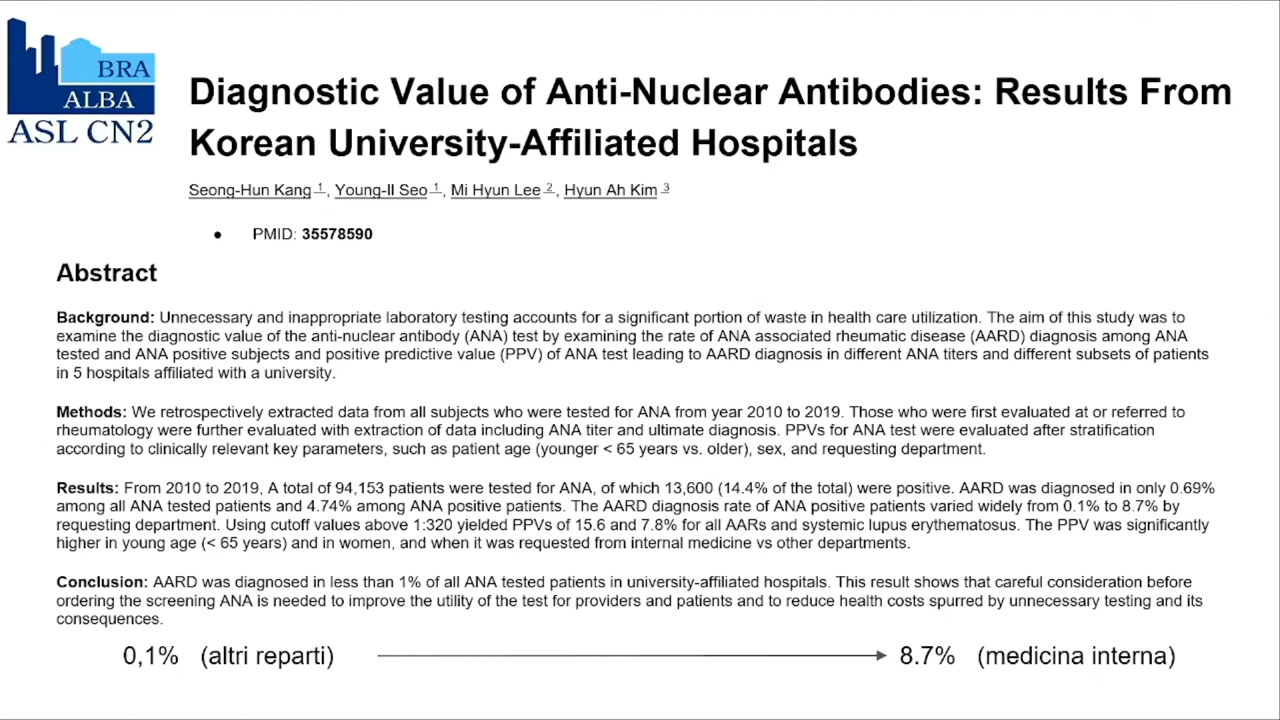 BRA
ALBA
ASL CN2
Diagnostic Value of Anti-Nuclear Antibodies: Results From
Korean University-Affiliated Hospitals
Seong-Hun Kang 1, Young-Il Seo 1, Mi Hyun Lee 2, Hyun Ah Kim 3
● PMID: 35578590
Abstract
Background: Unnecessary and inappropriate laboratory testing accounts for a significant portion of waste in health care utilization. The aim of this study was to
examine the diagnostic value of the anti-nuclear antibody (ANA) test by examining the rate of ANA associated rheumatic disease (AARD) diagnosis among ANA
tested and ANA positive subjects and positive predictive value (PPV) of ANA test leading to AARD diagnosis in different ANA titers and different subsets of patients
in 5 hospitals affiliated with a university.
Methods: We retrospectively extracted data from all subjects who were tested for ANA from year 2010 to 2019. Those who were first evaluated at or referred to
rheumatology were further evaluated with extraction of data including ANA titer and ultimate diagnosis. PPVs for ANA test were evaluated after stratification
according to clinically relevant key parameters, such as patient age (younger < 65 years vs. older), sex, and requesting department.
Results: From 2010 to 2019, A total of 94,153 patients were tested for ANA, of which 13,600 (14.4% of the total) were positive. AARD was diagnosed in only 0.69%
among all ANA tested patients and 4.74% among ANA positive patients. The AARD diagnosis rate of ANA positive patients varied widely from 0.1% to 8.7% by
requesting department. Using cutoff values above 1:320 yielded PPVs of 15.6 and 7.8% for all AARs and systemic lupus erythematosus. The PPV was significantly
higher in young age (< 65 years) and in women, and when it was requested from internal medicine vs other departments.
Conclusion: AARD was diagnosed in less than 1% of all ANA tested patients in university-affiliated hospitals. This result shows that careful consideration before
ordering the screening ANA is needed to improve the utility of the test for providers and patients and to reduce health costs spurred by unnecessary testing and its
consequences.
0,1% (altri reparti) 8.7% (medicina interna)